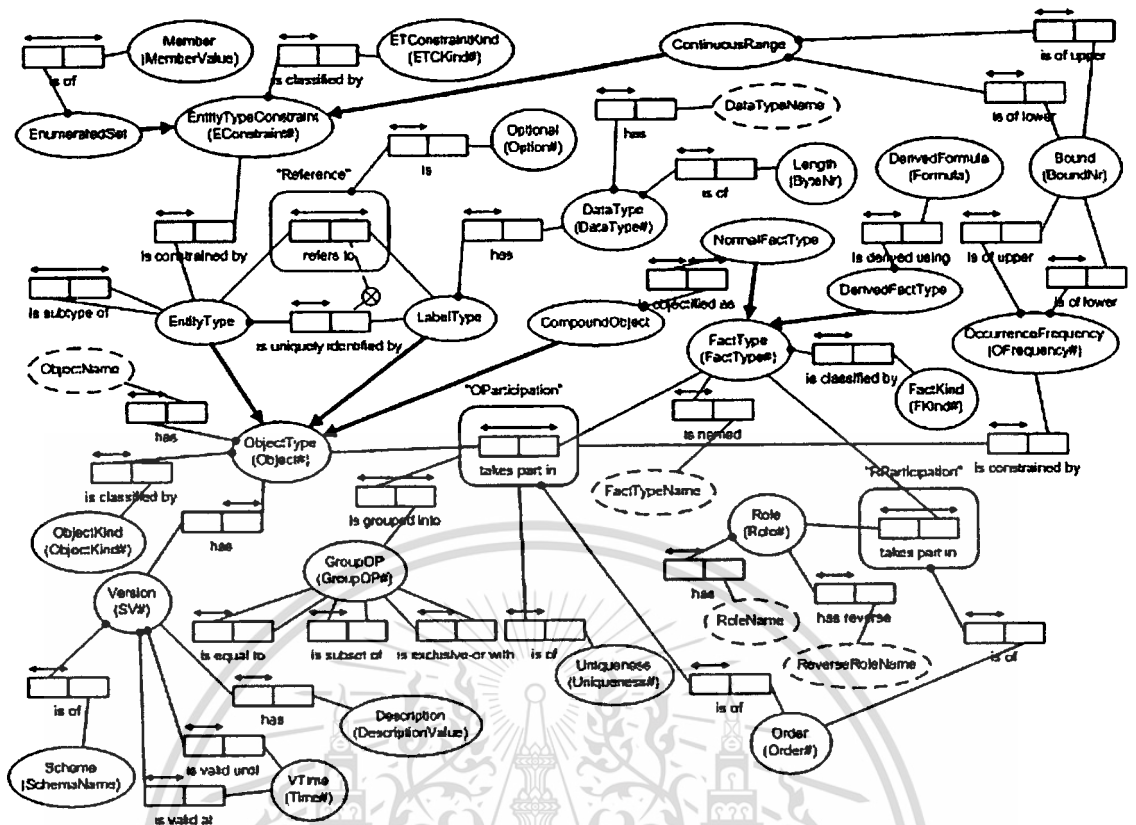 Member
(MemberValue)
is of
ETConstraintKind
(ETCKind#)
is classified by
ContinuousRange
is of upper
EnumeratedSet
EntityTypeConstraint
(EConstraint#)
DataTypeName
has
is of lower
Optional
(Option#)
is
Length
(ByteNr)
is of
DerivedFormula
(Formula)
Bound
(BoundNr)
"Reference"
refers to
DataType
(DataType#)
has
NormalFactType
is derived using
is of upper
is constrained by
is subtype of
EntityType
is uniquely identified by
LabelType
CompoundObject
is objectified as
DerivedFactType
is of lower
ObjectName
has
"OParticipation"
takes part in
FactType
(FactType#)
is classified by
FactKind
(FKind#)
OccurrenceFrequency
(OFrequency#)
is named
FactTypeName
is constrained by
ObjectType
(Object#)
is classified by
ObjectKind
(ObjectKind#)
has
is grouped into
"RParticipation"
takes part in
Role
(Role#)
has
RoleName
has reverse
ReverseRoleName
is of
GroupOP
(GroupOP#)
Version
(SV#)
is equal to
is subset of
is exclusive-or with
is of
Uniqueness
(Uniqueness#)
is of
Order
(Order#)
is of
Schema
(SchemaName)
has
Description
(DescriptionValue)
is valid until
VTime
(Time#)
is valid at